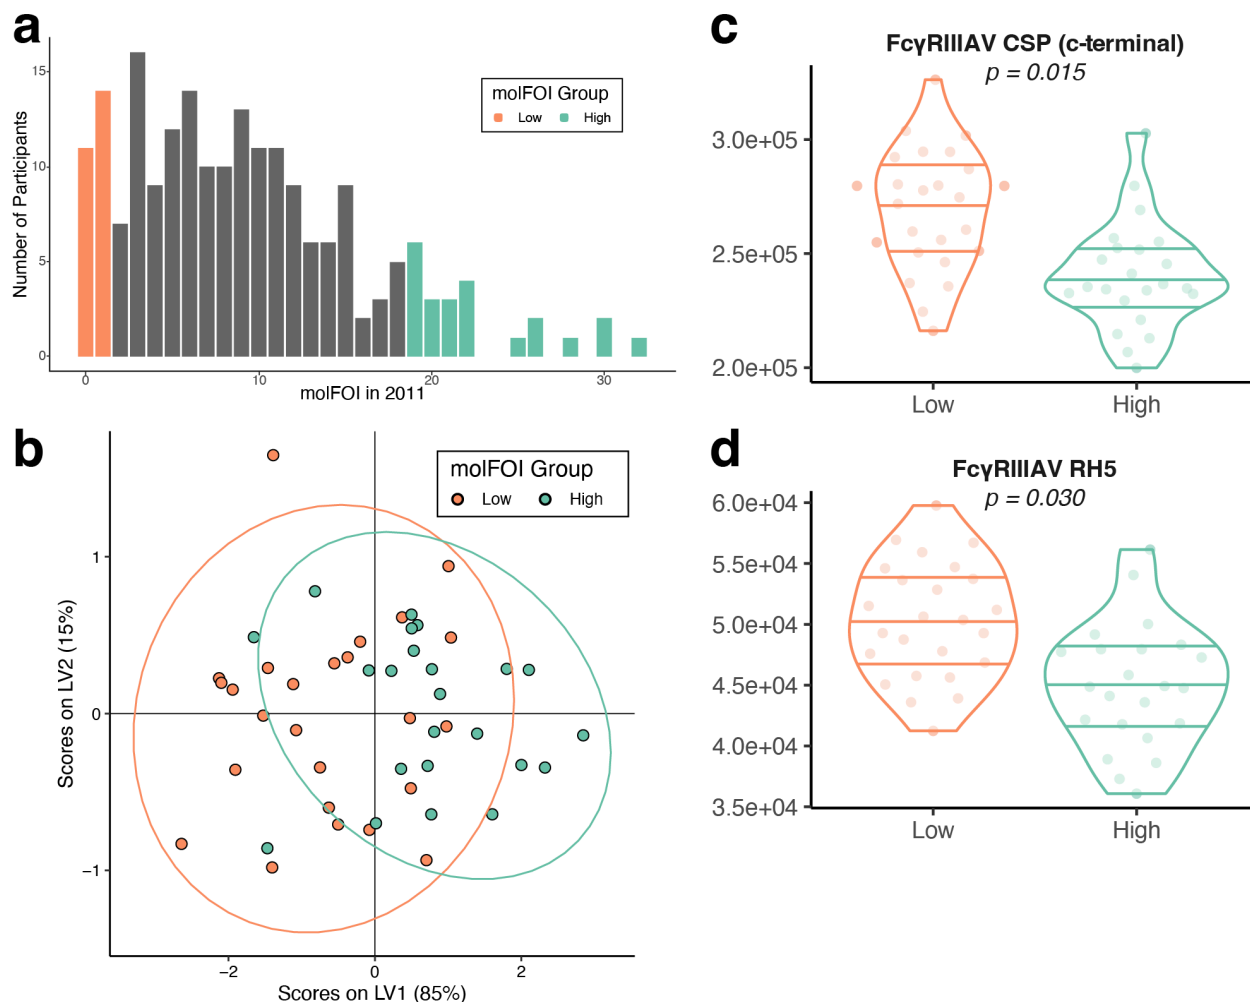 a
Number of Participants
15
10
5
0
0
10
20
30
molFOI in 2011
molFOI Group
Low
High
b
Scores on LV2 (15%)
1
0
−1
−2
0
2
Scores on LV1 (85%)
molFOI Group
Low
High
c
FcγRIIIAV CSP (c-terminal)
p = 0.015
3.0e+05
2.5e+05
2.0e+05
Low
High
d
FcγRIIIAV RH5
p = 0.030
6.0e+04
5.5e+04
5.0e+04
4.5e+04
4.0e+04
3.5e+04
Low
High